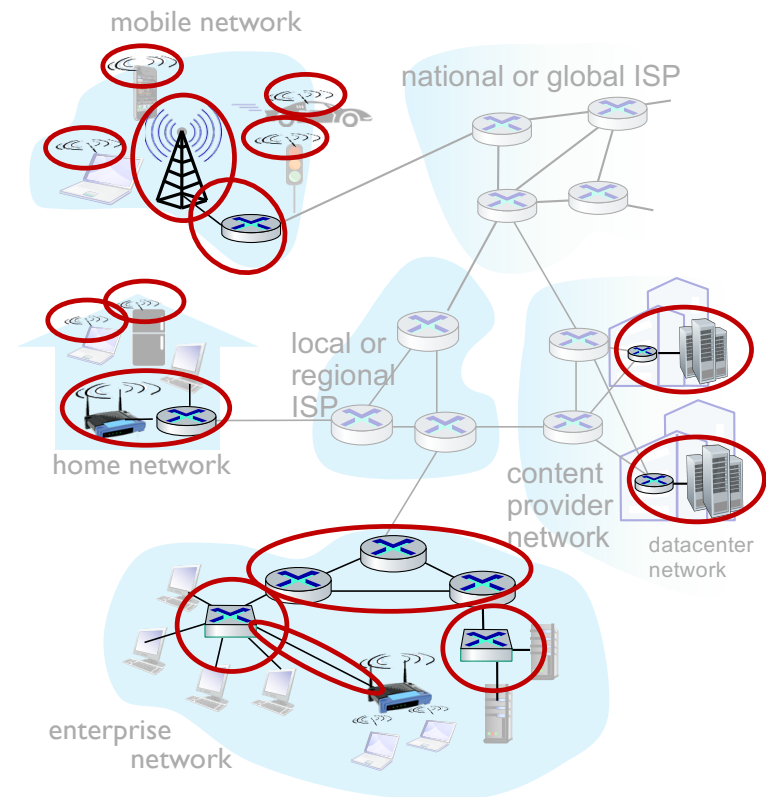 mobile network
national or global ISP
local or
regional
ISP
home network
content
provider
network
datacenter
network
enterprise
network